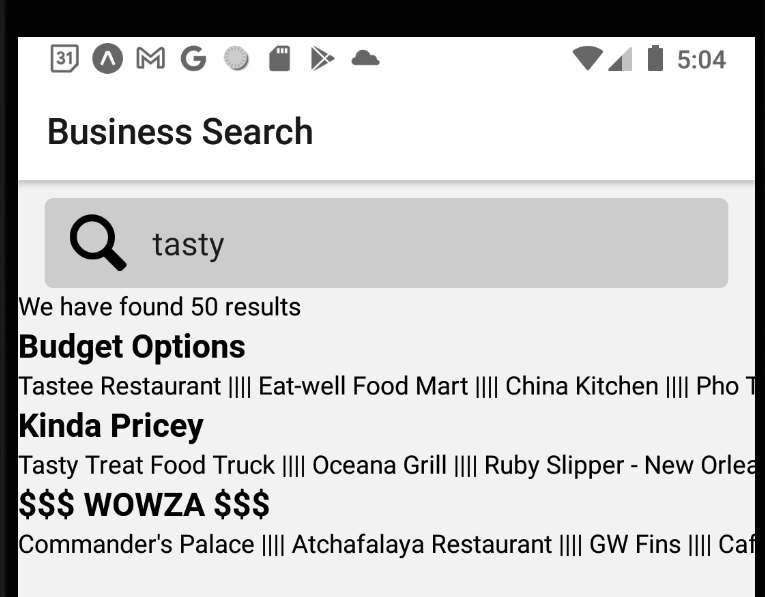 31 5:04
Business Search
tasty
We have found 50 results
Budget Options
Tastee Restaurant |||| Eat-well Food Mart |||| China Kitchen |||| Pho T
Kinda Pricey
Tasty Treat Food Truck |||| Oceana Grill |||| Ruby Slipper - New Orlea
$$$ WOWZA $$$
Commander's Palace |||| Atchafalaya Restaurant |||| GW Fins |||| Caf